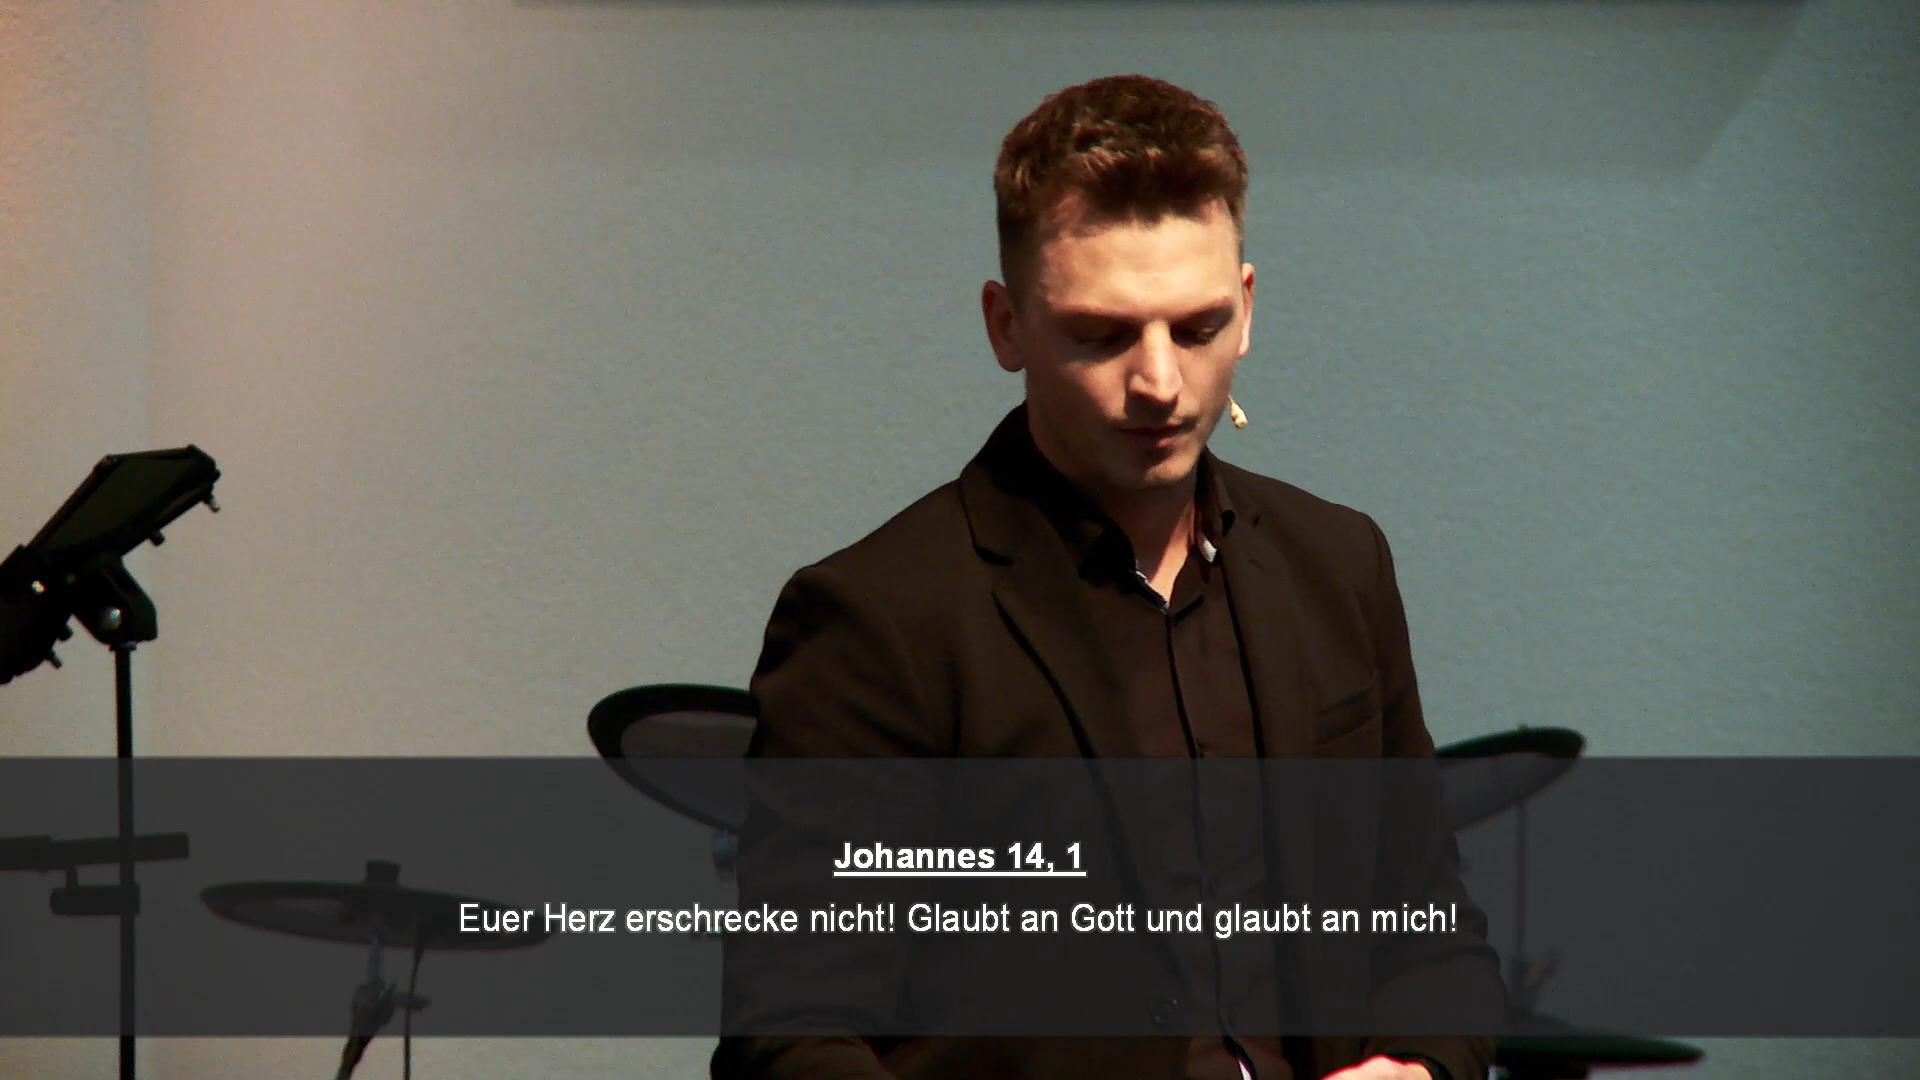 Johannes 14, 1
Euer Herz erschrecke nicht! Glaubt an Gott und glaubt an mich!